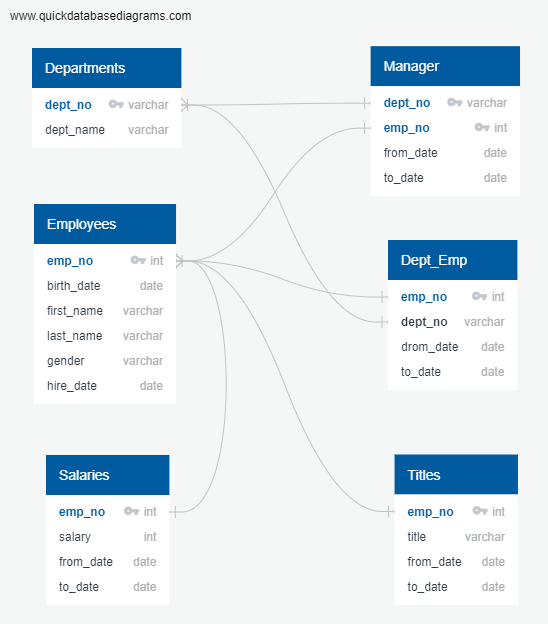 www.quickdatabasediagrams.com
Departments
dept_no varchar
dept_name varchar
Manager
dept_no varchar
emp_no int
from_date date
to_date date
Employees
emp_no int
birth_date date
first_name varchar
last_name varchar
gender varchar
hire_date date
Dept_Emp
emp_no int
dept_no varchar
drom_date date
to_date date
Salaries
emp_no int
salary int
from_date date
to_date date
Titles
emp_no int
title varchar
from_date date
to_date date